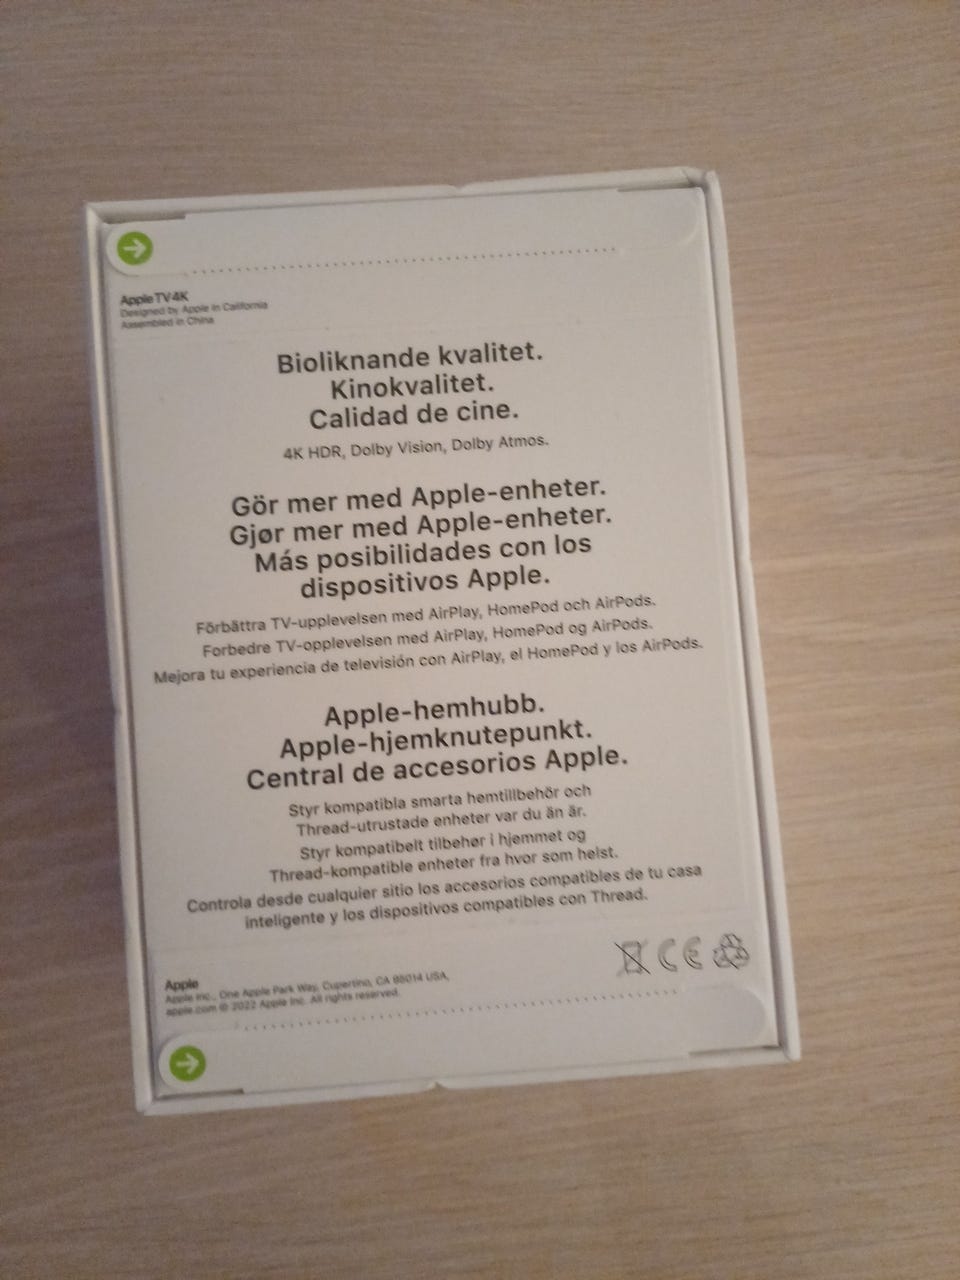 Apple TV 4K
Designed by Apple in California
Assembled in China
Bioliknande kvalitet.
Kinokvalitet.
Calidad de cine.
4K HDR, Dolby Vision, Dolby Atmos.
Gör mer med Apple-enheter.
Gjør mer med Apple-enheter.
Más posibilidades con los
dispositivos Apple.
Förbättra TV-upplevelsen med AirPlay, HomePod och AirPods.
Forbedre TV-opplevelsen med AirPlay, HomePod og AirPods.
Mejora tu experiencia de televisión con AirPlay, el HomePod y los AirPods.
Apple-hemhubb.
Apple-hjemknutepunkt.
Central de accesorios Apple.
Styr kompatibla smarta hemtillbehör och
Thread-utrustade enheter var du än är.
Styr kompatibelt tilbehør i hjemmet og
Thread-kompatible enheter fra hvor som helst.
Controla desde cualquier sitio los accesorios compatibles de tu casa
inteligente y los dispositivos compatibles con Thread.
CE
Apple
Apple Inc., One Apple Park Way, Cupertino, CA 95014 USA,
apple.com © 2022 Apple Inc. All rights reserved.